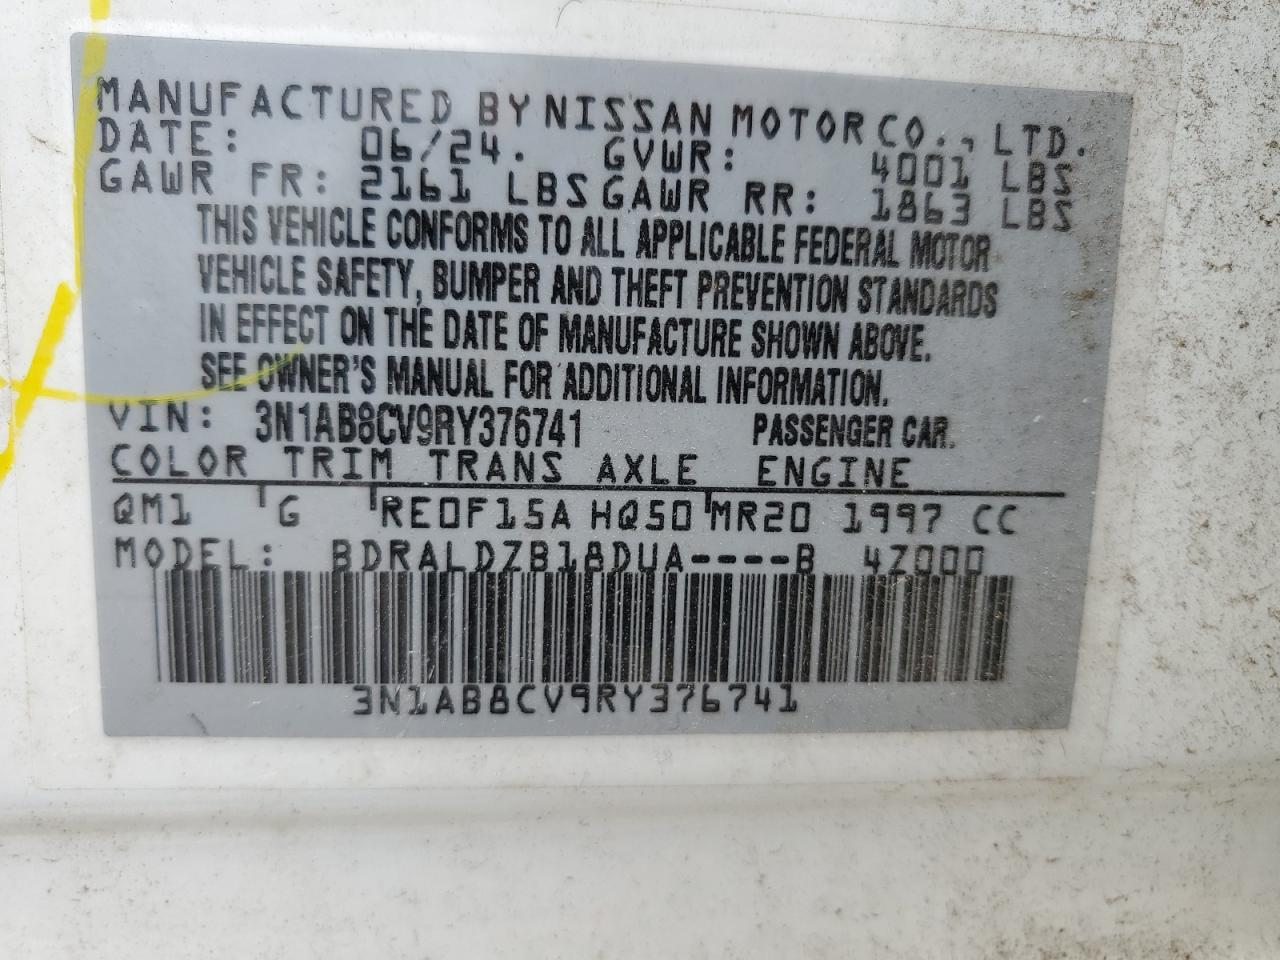 MANUFACTURED BY NISSAN MOTOR CO., LTD.
DATE: 06/24. GVWR: 4001 LBS
GAWR FR: 2161 LBS GAWR RR: 1863 LBS
THIS VEHICLE CONFORMS TO ALL APPLICABLE FEDERAL MOTOR
VEHICLE SAFETY, BUMPER AND THEFT PREVENTION STANDARDS
IN EFFECT ON THE DATE OF MANUFACTURE SHOWN ABOVE.
SEE OWNER'S MANUAL FOR ADDITIONAL INFORMATION.
VIN: 3N1AB8CV9RY376741 PASSENGER CAR.
COLOR TRIM TRANS AXLE ENGINE
QM1 G RE0F15A HQ50 MR20 1997 CC
MODEL: BDRALDZB18DUA----B 4Z000
3N1AB8CV9RY376741